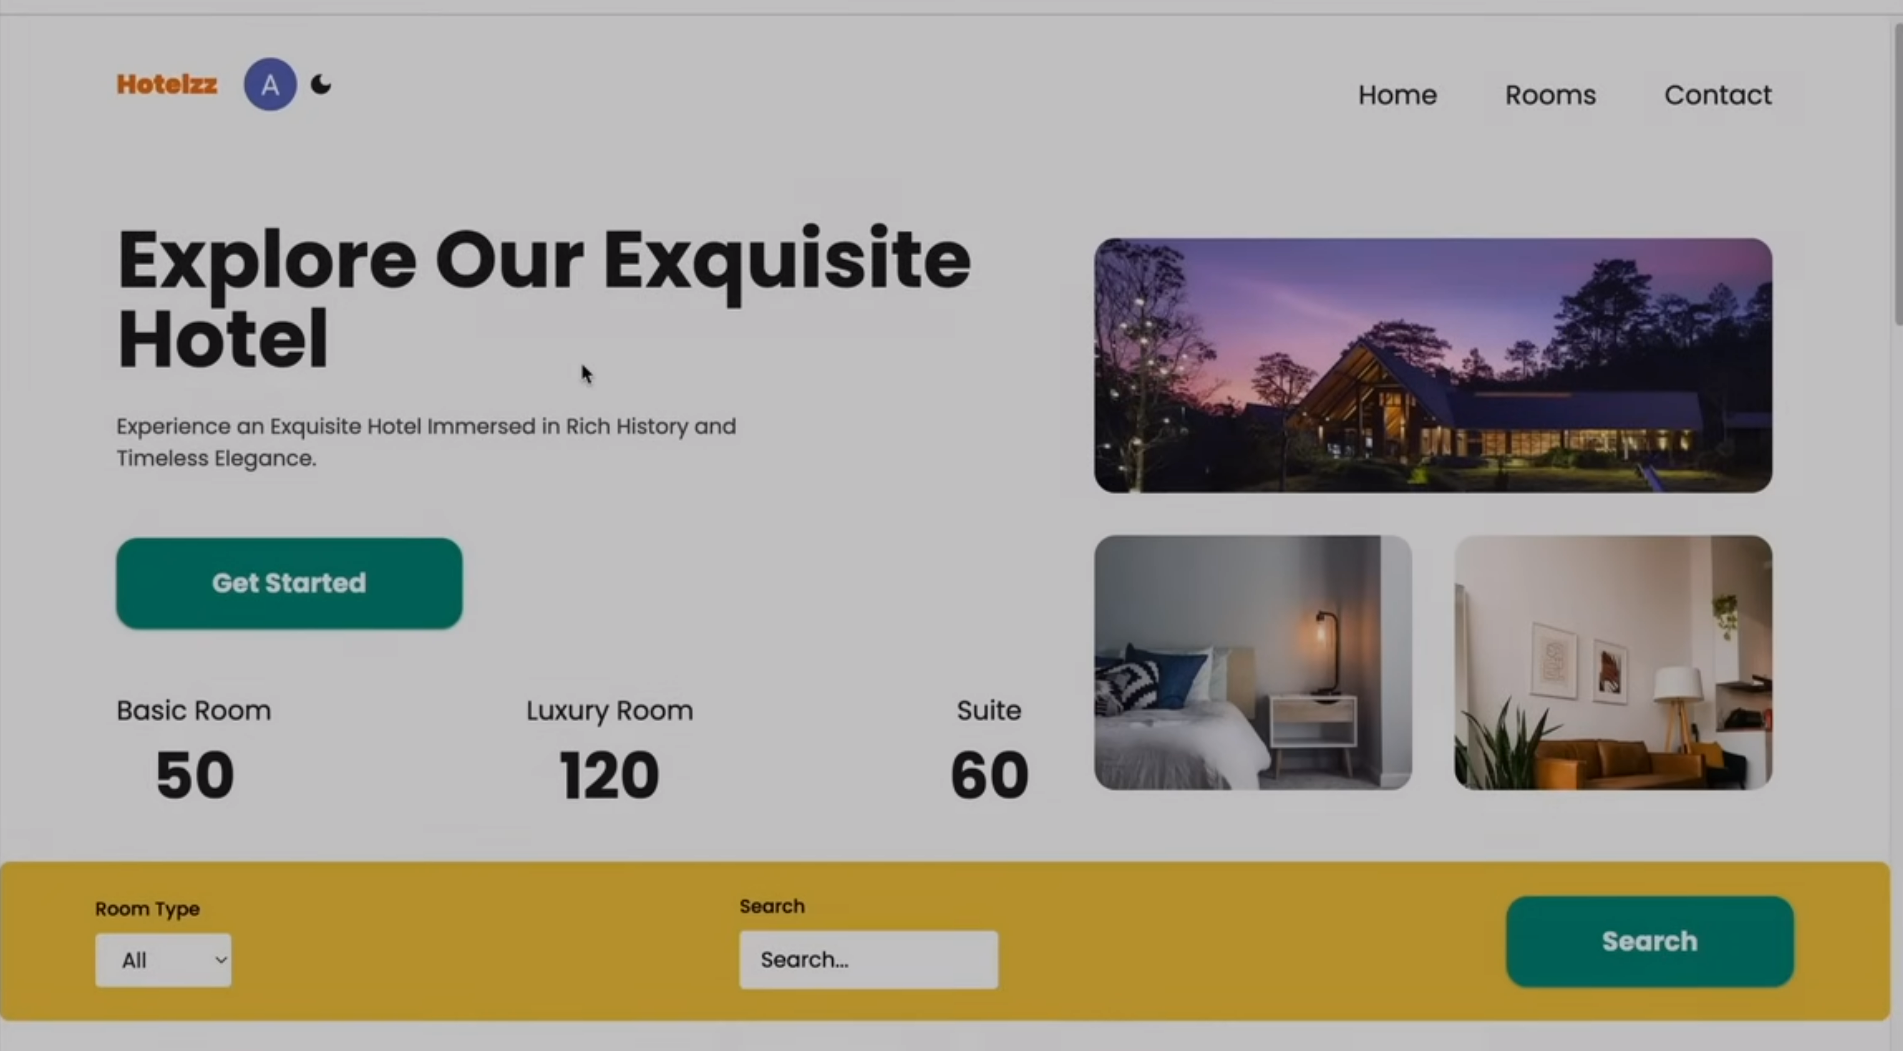 Hotelzz
A
Home
Rooms
Contact
Explore Our Exquisite
Hotel
Experience an Exquisite Hotel Immersed in Rich History and
Timeless Elegance.
Get Started
Basic Room
50
Luxury Room
120
Suite
60
Room Type
All
Search
Search...
Search